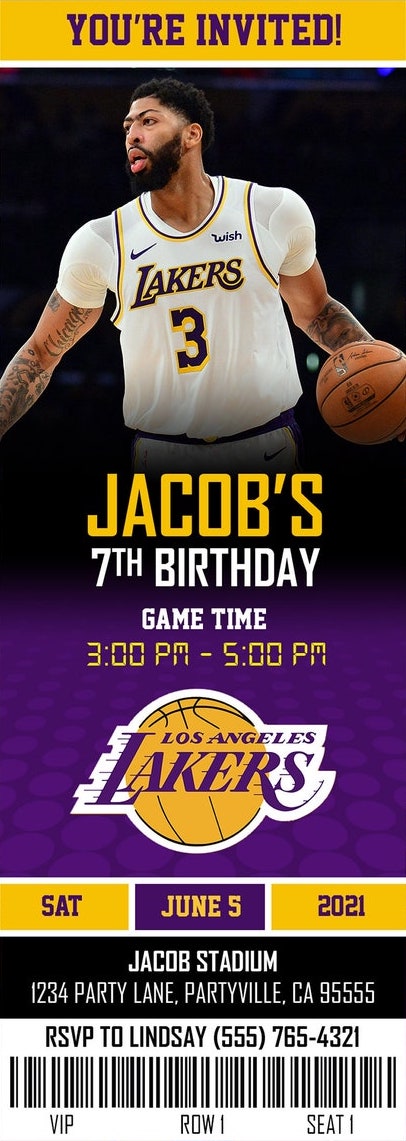 YOU'RE INVITED!
wish
LAKERS
3
JACOB'S
7TH BIRTHDAY
GAME TIME
3:00 PM - 5:00 PM
LOS ANGELES
LAKERS
SAT JUNE 5 2021
JACOB STADIUM
1234 PARTY LANE, PARTYVILLE, CA 95555
RSVP TO LINDSAY (555) 765-4321
VIP ROW 1 SEAT 1